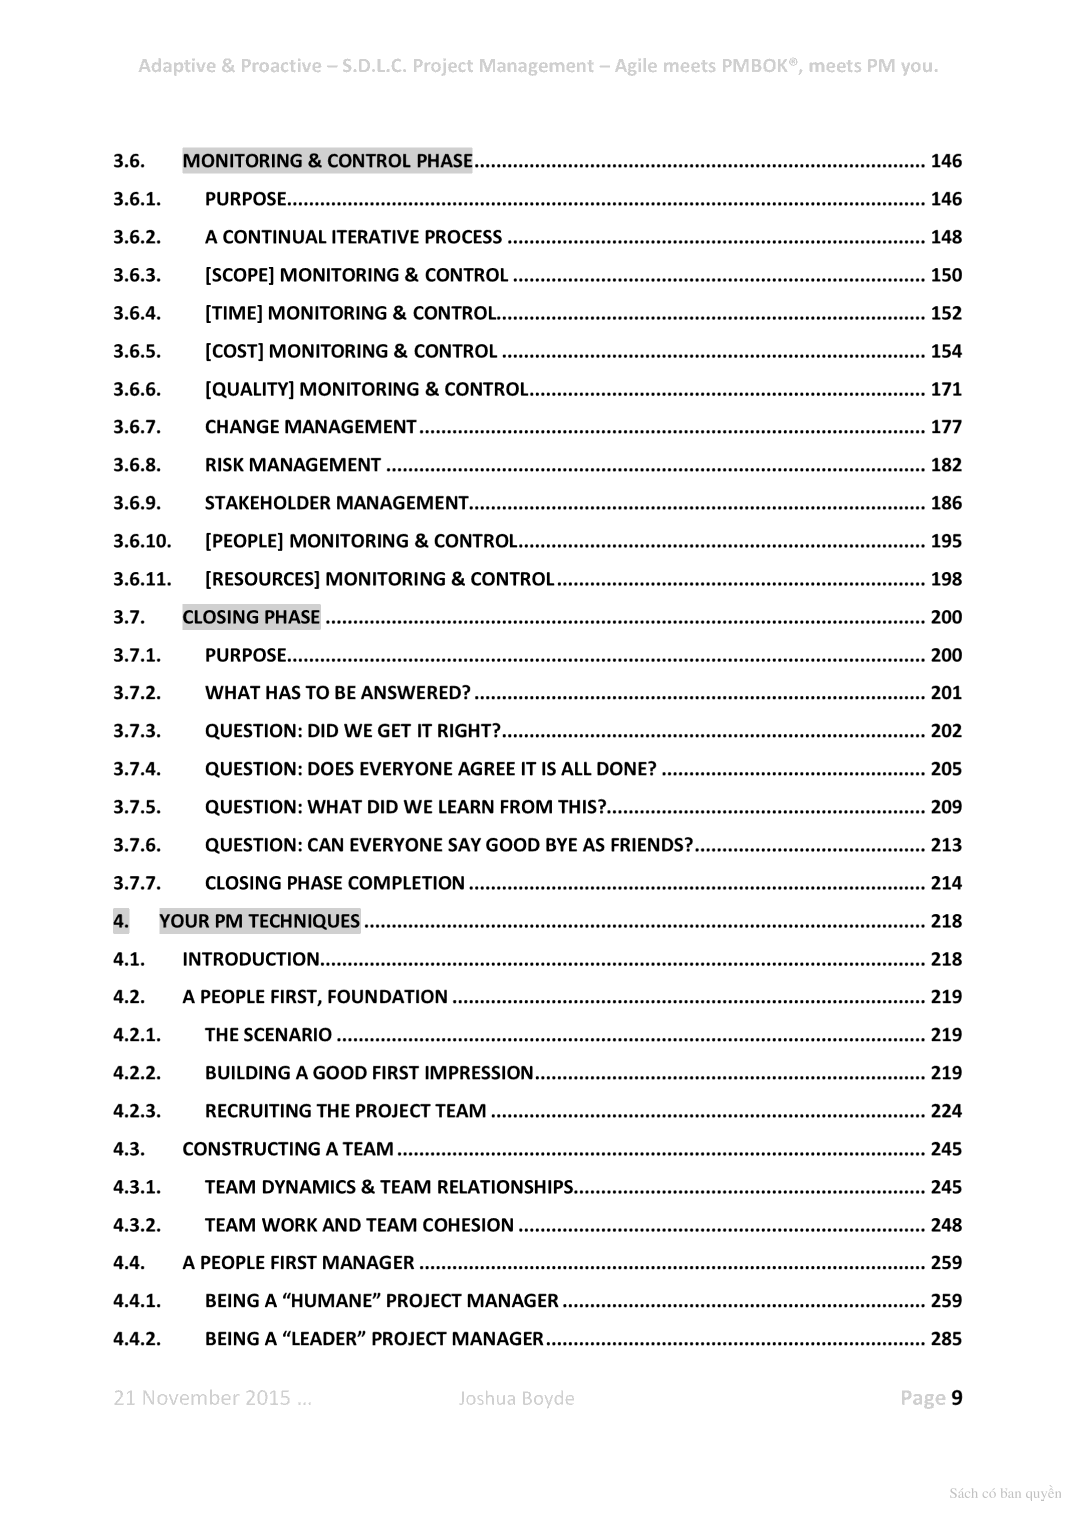 Adaptive & Proactive – S.D.L.C. Project Management – Agile meets PMBOK®, meets PM you.
3.6. MONITORING & CONTROL PHASE 146
3.6.1. PURPOSE 146
3.6.2. A CONTINUAL ITERATIVE PROCESS 148
3.6.3. [SCOPE] MONITORING & CONTROL 150
3.6.4. [TIME] MONITORING & CONTROL 152
3.6.5. [COST] MONITORING & CONTROL 154
3.6.6. [QUALITY] MONITORING & CONTROL 171
3.6.7. CHANGE MANAGEMENT 177
3.6.8. RISK MANAGEMENT 182
3.6.9. STAKEHOLDER MANAGEMENT 186
3.6.10. [PEOPLE] MONITORING & CONTROL 195
3.6.11. [RESOURCES] MONITORING & CONTROL 198
3.7. CLOSING PHASE 200
3.7.1. PURPOSE 200
3.7.2. WHAT HAS TO BE ANSWERED? 201
3.7.3. QUESTION: DID WE GET IT RIGHT? 202
3.7.4. QUESTION: DOES EVERYONE AGREE IT IS ALL DONE? 205
3.7.5. QUESTION: WHAT DID WE LEARN FROM THIS? 209
3.7.6. QUESTION: CAN EVERYONE SAY GOOD BYE AS FRIENDS? 213
3.7.7. CLOSING PHASE COMPLETION 214
4. YOUR PM TECHNIQUES 218
4.1. INTRODUCTION 218
4.2. A PEOPLE FIRST, FOUNDATION 219
4.2.1. THE SCENARIO 219
4.2.2. BUILDING A GOOD FIRST IMPRESSION 219
4.2.3. RECRUITING THE PROJECT TEAM 224
4.3. CONSTRUCTING A TEAM 245
4.3.1. TEAM DYNAMICS & TEAM RELATIONSHIPS 245
4.3.2. TEAM WORK AND TEAM COHESION 248
4.4. A PEOPLE FIRST MANAGER 259
4.4.1. BEING A “HUMANE” PROJECT MANAGER 259
4.4.2. BEING A “LEADER” PROJECT MANAGER 285
21 November 2015 … Joshua Boyde Page 9
Sách có bản quyền